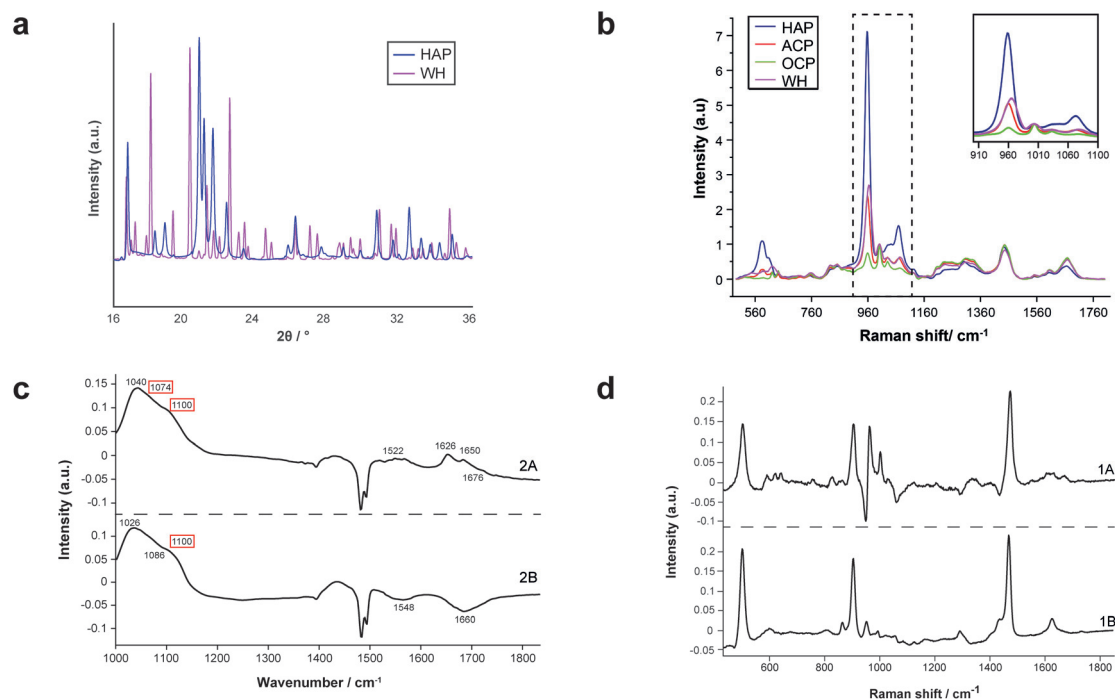 a
HAP
WH
Intensity (a.u.)
16 20 24 28 32 36
2θ / °
b
HAP
ACP
OCP
WH
7
6
5
4
3
2
1
0
Intensity (a.u)
910 960 1010 1060 1100
560 760 960 1160 1360 1560 1760
Raman shift/ cm⁻¹
c
0.15
0.1
0.05
0
-0.05
-0.1
1040 1074
1100
1522
1626
1650
1676
2A
Intensity (a.u.)
0.1
0.05
0
-0.05
-0.1
1026
1086
1100
1548
1660
2B
1000 1100 1200 1300 1400 1500 1600 1700 1800
Wavenumber / cm⁻¹
d
0.2
0.15
0.1
0.05
0
-0.05
-0.1
1A
Intensity (a.u.)
0.2
0.15
0.1
0.05
0
-0.05
1B
600 800 1000 1200 1400 1600 1800
Raman shift / cm⁻¹